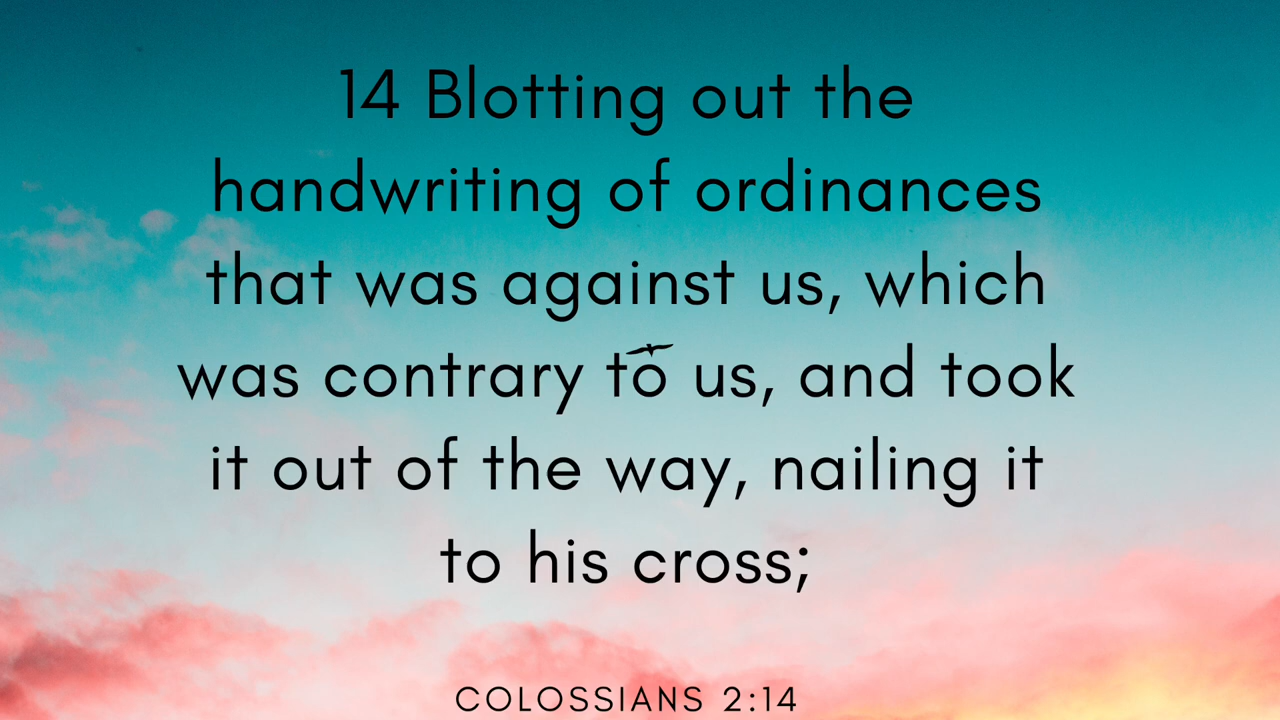 14 Blotting out the
handwriting of ordinances
that was against us, which
was contrary to us, and took
it out of the way, nailing it
to his cross;
COLOSSIANS 2:14